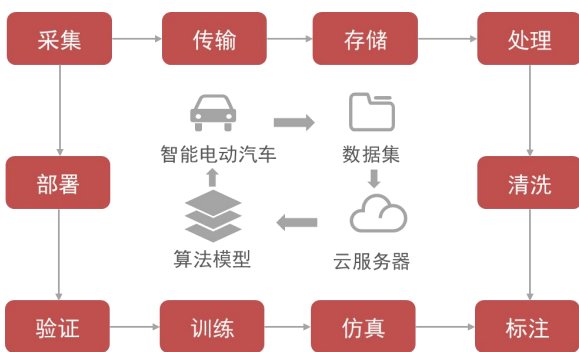 采集
传输
存储
处理
智能电动汽车
数据集
部署
清洗
算法模型
云服务器
验证
训练
仿真
标注